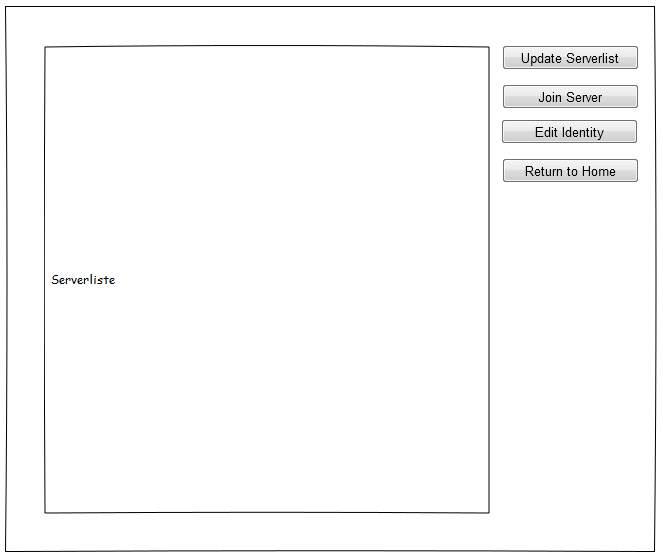 Update Serverlist
Join Server
Edit Identity
Return to Home
Serverliste